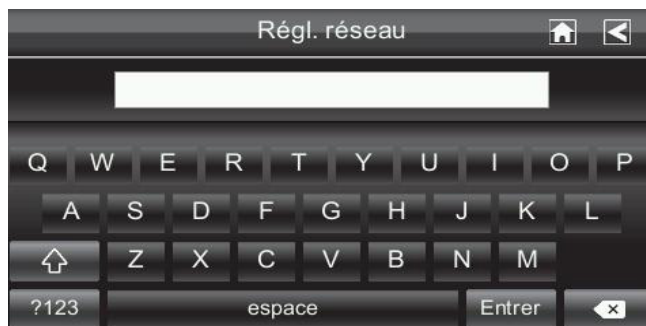 Régl. réseau
Q W E R T Y U I O P
A S D F G H J K L
Z X C V B N M
?123 espace Entrer